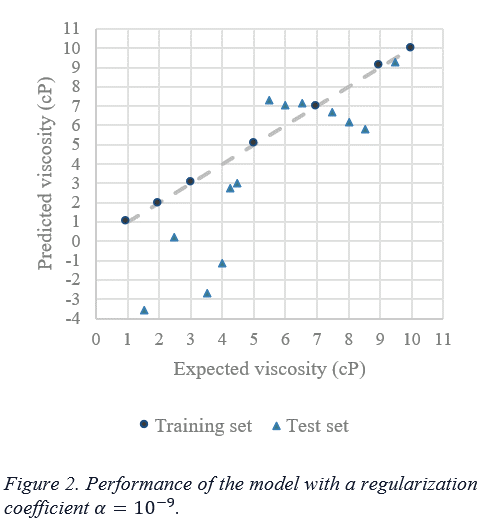 11
10
9
8
7
6
5
4
3
2
1
0
-1
-2
-3
-4
Predicted viscosity (cP)
0 1 2 3 4 5 6 7 8 9 10 11
Expected viscosity (cP)
Training set Test set
Figure 2. Performance of the model with a regularization
coefficient α = 10⁻⁹.